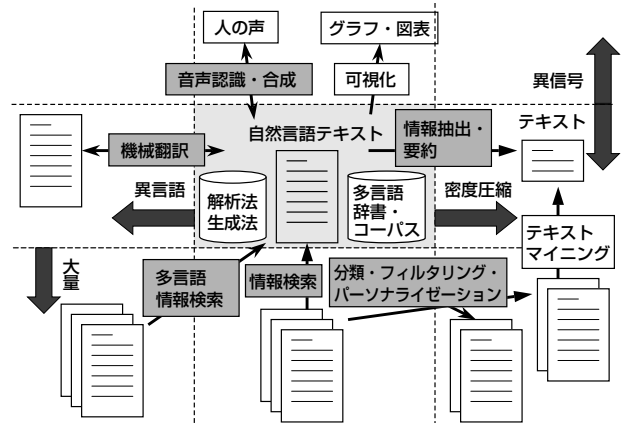 人の声
グラフ・図表
音声認識・合成
可視化
異信号
自然言語テキスト
情報抽出・
要約
テキスト
機械翻訳
異言語
解析法
生成法
多言語
辞書・
コーパス
密度圧縮
テキスト
マイニング
大量
多言語
情報検索
情報検索
分類・フィルタリング・
パーソナライゼーション